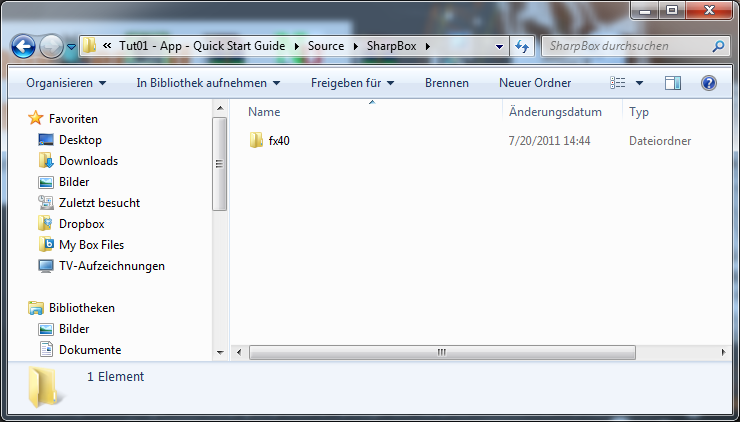 « Tut01 - App - Quick Start Guide Source SharpBox SharpBox durchsuchen
Organisieren In Bibliothek aufnehmen Freigeben für Brennen Neuer Ordner
Name Änderungsdatum Typ
fx40 7/20/2011 14:44 Dateiordner
Favoriten
Desktop
Downloads
Bilder
Zuletzt besucht
Dropbox
My Box Files
TV-Aufzeichnungen
Bibliotheken
Bilder
Dokumente
1 Element